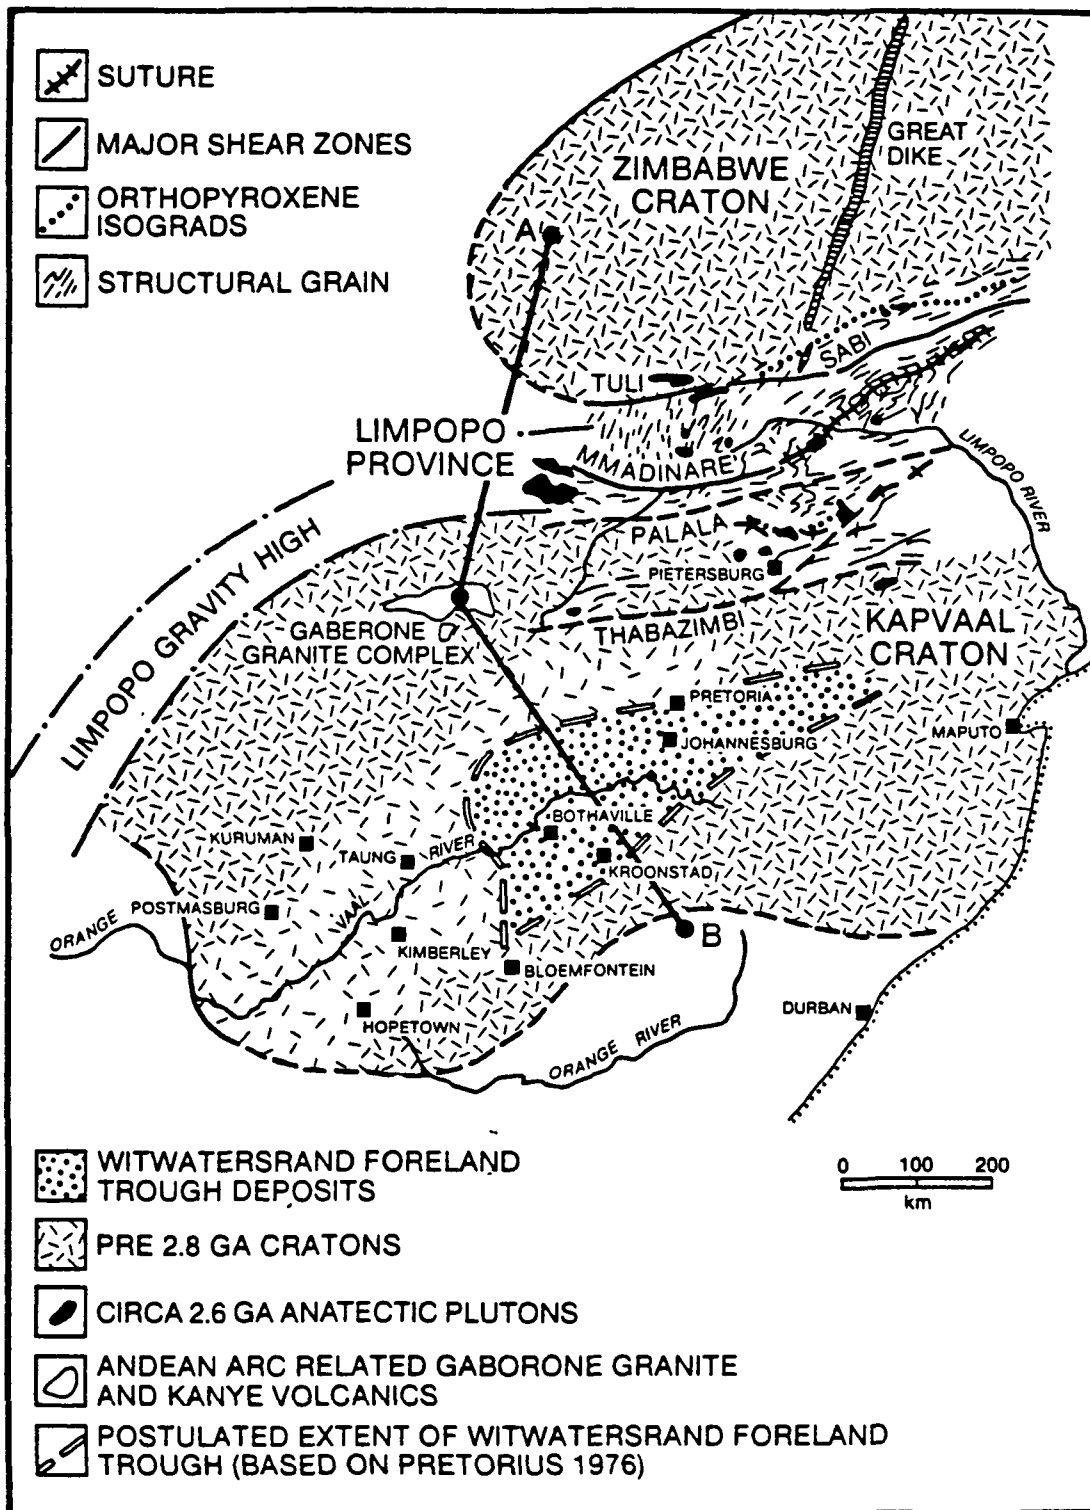 SUTURE
MAJOR SHEAR ZONES
ORTHOPYROXENE
ISOGRADS
STRUCTURAL GRAIN
ZIMBABWE
CRATON
GREAT
DIKE
A
SABI
TULI
LIMPOPO
PROVINCE
MMADINARE
LIMPOPO RIVER
LIMPOPO GRAVITY HIGH
PALALA
PIETERSBURG
THABAZIMBI
GABERONE
GRANITE COMPLEX
KAPVAAL
CRATON
PRETORIA
JOHANNESBURG
MAPUTO
BOTHAVILLE
KURUMAN
TAUNG
VAAL RIVER
KROONSTAD
POSTMASBURG
ORANGE
KIMBERLEY
B
BLOEMFONTEIN
HOPETOWN
DURBAN
ORANGE RIVER
WITWATERSRAND FORELAND
TROUGH DEPOSITS
0 100 200
km
PRE 2.8 GA CRATONS
CIRCA 2.6 GA ANATECTIC PLUTONS
ANDEAN ARC RELATED GABORONE GRANITE
AND KANYE VOLCANICS
POSTULATED EXTENT OF WITWATERSRAND FORELAND
TROUGH (BASED ON PRETORIUS 1976)